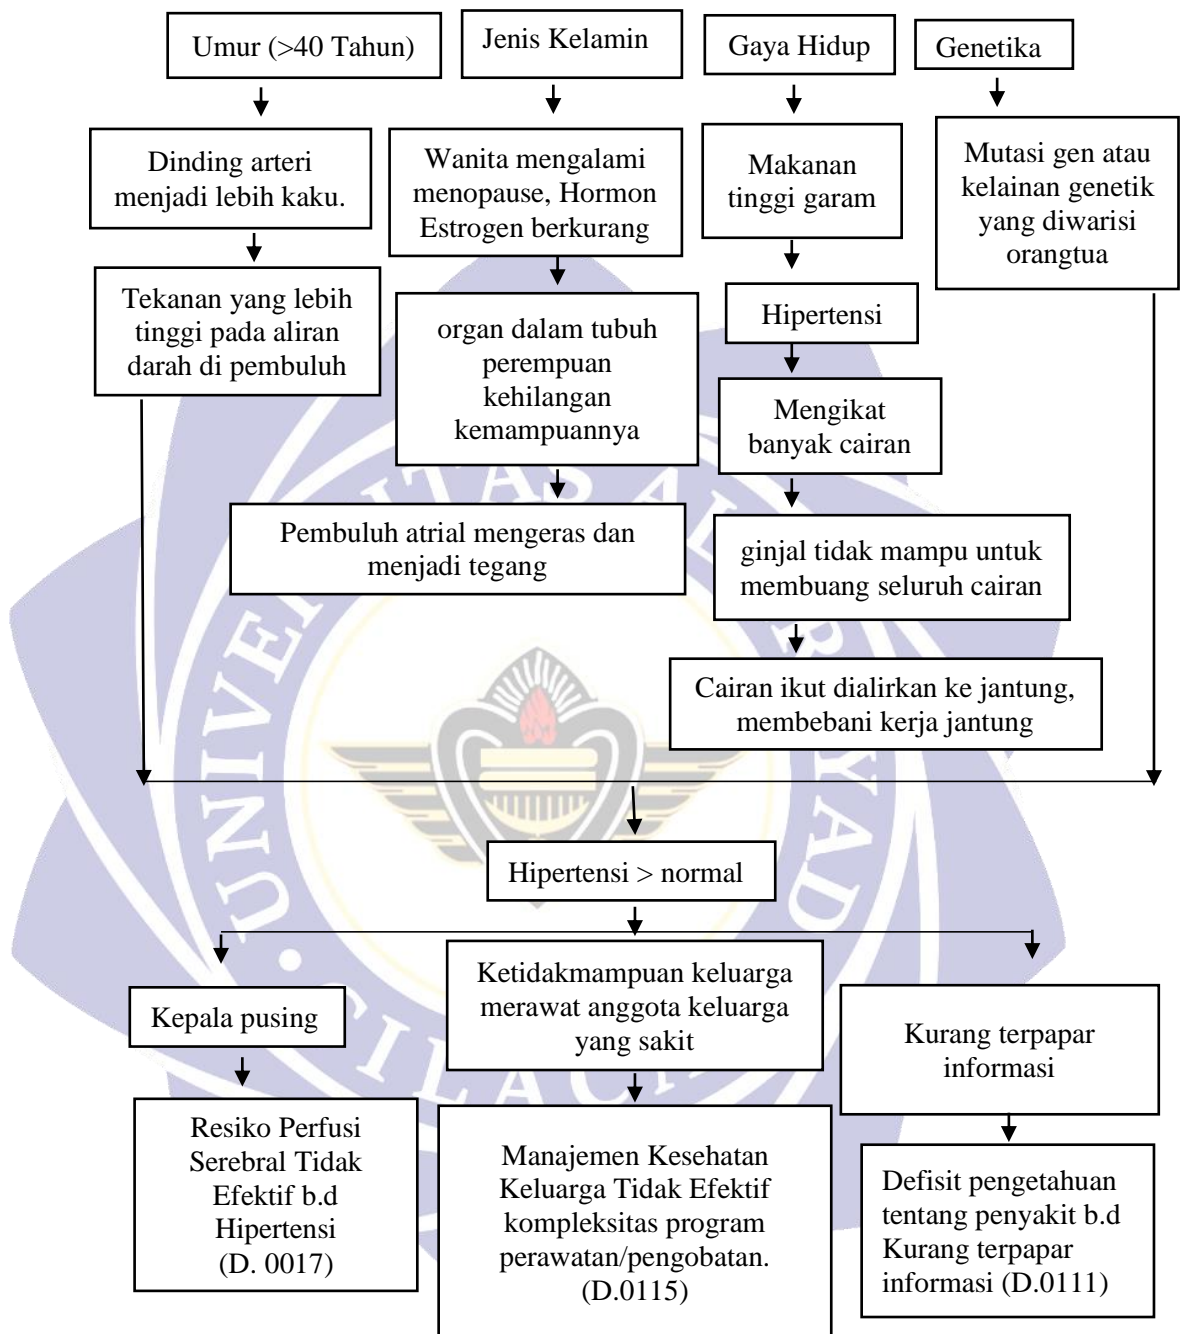 Umur (>40 Tahun)
Jenis Kelamin
Gaya Hidup
Genetika
Dinding arteri
menjadi lebih kaku.
Wanita mengalami
menopause, Hormon
Estrogen berkurang
Makanan
tinggi garam
Mutasi gen atau
kelainan genetik
yang diwarisi
orangtua
Tekanan yang lebih
tinggi pada aliran
darah di pembuluh
organ dalam tubuh
perempuan
kehilangan
kemampuannya
Hipertensi
Mengikat
banyak cairan
Pembuluh atrial mengeras dan
menjadi tegang
ginjal tidak mampu untuk
membuang seluruh cairan
Cairan ikut dialirkan ke jantung,
membebani kerja jantung
Hipertensi > normal
Kepala pusing
Ketidakmampuan keluarga
merawat anggota keluarga
yang sakit
Kurang terpapar
informasi
Resiko Perfusi
Serebral Tidak
Efektif b.d
Hipertensi
(D. 0017)
Manajemen Kesehatan
Keluarga Tidak Efektif
kompleksitas program
perawatan/pengobatan.
(D.0115)
Defisit pengetahuan
tentang penyakit b.d
Kurang terpapar
informasi (D.0111)